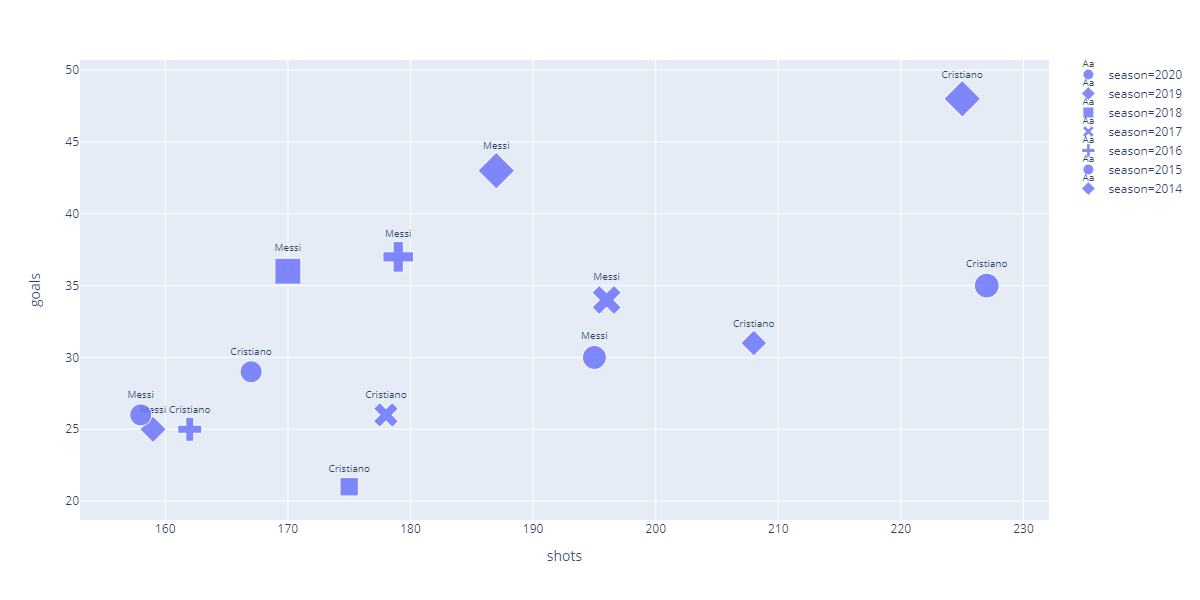 50
45
40
35
30
25
20
goals
160
170
180
190
200
210
220
230
shots
Cristiano
Messi
Messi
Messi
Cristiano
Messi
Cristiano
Messi
Cristiano
Messi
Cristiano
Messi Cristiano
Cristiano
Aa
season=2020
Aa
season=2019
Aa
season=2018
Aa
season=2017
Aa
season=2016
Aa
season=2015
Aa
season=2014